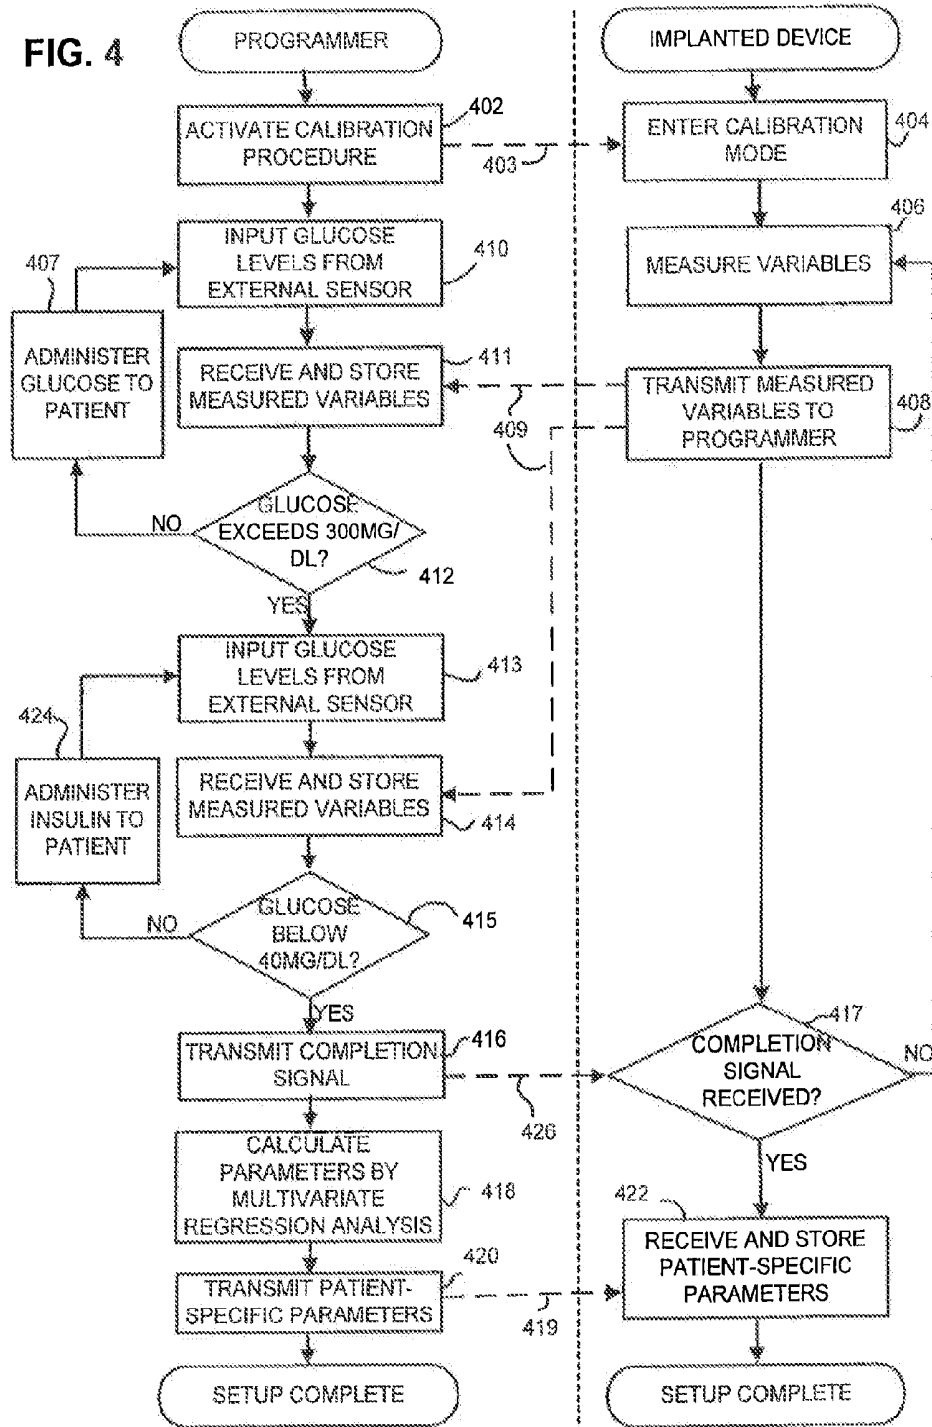 FIG. 4
PROGRAMMER
IMPLANTED DEVICE
402
ACTIVATE CALIBRATION
PROCEDURE
403
ENTER CALIBRATION
MODE
404
INPUT GLUCOSE
LEVELS FROM
EXTERNAL SENSOR
410
406
MEASURE VARIABLES
407
ADMINISTER
GLUCOSE TO
PATIENT
411
RECEIVE AND STORE
MEASURED VARIABLES
409
TRANSMIT MEASURED
VARIABLES TO
PROGRAMMER
408
GLUCOSE
EXCEEDS 300MG/
DL?
NO
412
YES
INPUT GLUCOSE
LEVELS FROM
EXTERNAL SENSOR
413
424
ADMINISTER
INSULIN TO
PATIENT
RECEIVE AND STORE
MEASURED VARIABLES
414
GLUCOSE
BELOW
40MG/DL?
NO
415
YES
TRANSMIT COMPLETION
SIGNAL
416
426
417
COMPLETION
SIGNAL
RECEIVED?
NO
YES
CALCULATE
PARAMETERS BY
MULTIVARIATE
REGRESSION ANALYSIS
418
422
RECEIVE AND STORE
PATIENT-SPECIFIC
PARAMETERS
420
TRANSMIT PATIENT-
SPECIFIC PARAMETERS
419
SETUP COMPLETE
SETUP COMPLETE